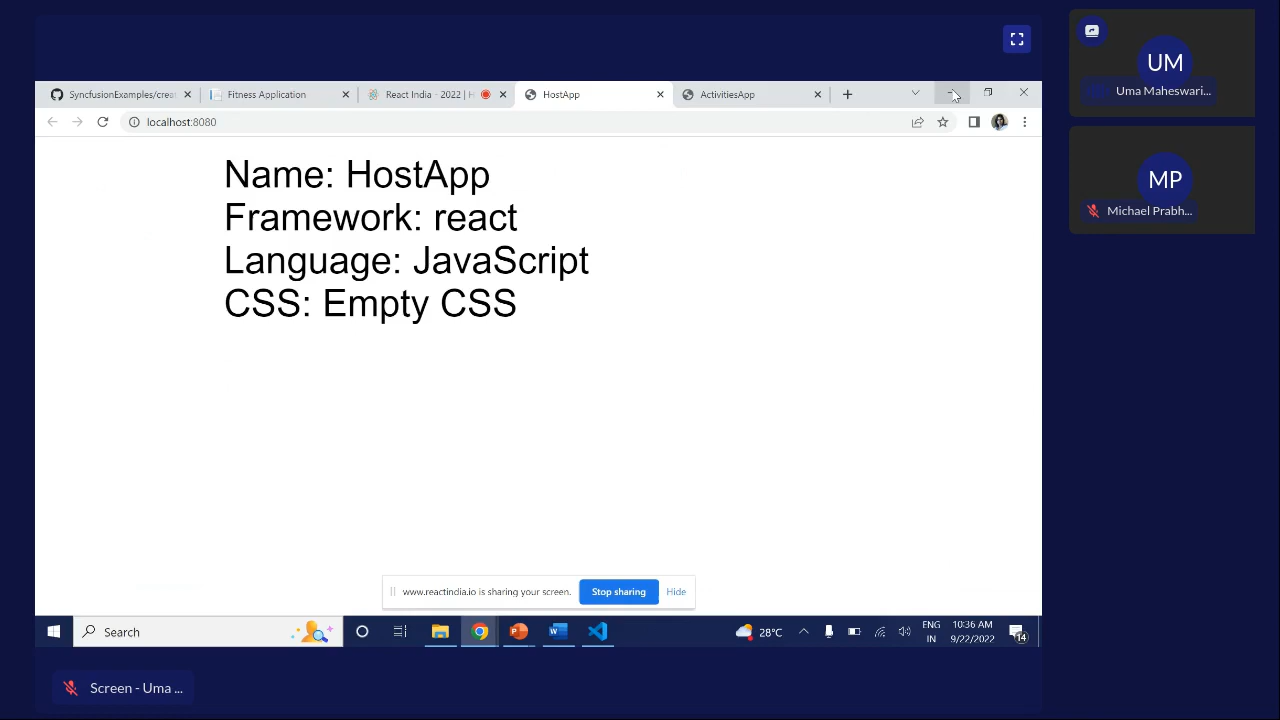 SyncfusionExamples/crea
Fitness Application
React India - 2022 | H
HostApp
ActivitiesApp
localhost:8080
Name: HostApp
Framework: react
Language: JavaScript
CSS: Empty CSS
www.reactindia.io is sharing your screen.
Stop sharing
Hide
Search
28°C
ENG
IN
10:36 AM
9/22/2022
14
Screen - Uma ...
UM
Uma Maheswari...
MP
Michael Prabh...